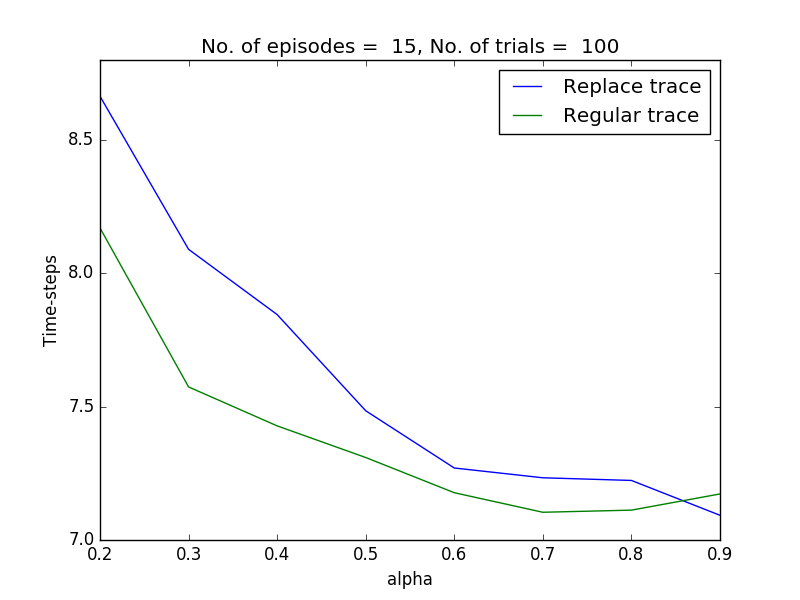 No. of episodes =  15, No. of trials =  100
Replace trace
Regular trace
8.5
8.0
7.5
7.0
Time-steps
0.2 0.3 0.4 0.5 0.6 0.7 0.8 0.9
alpha